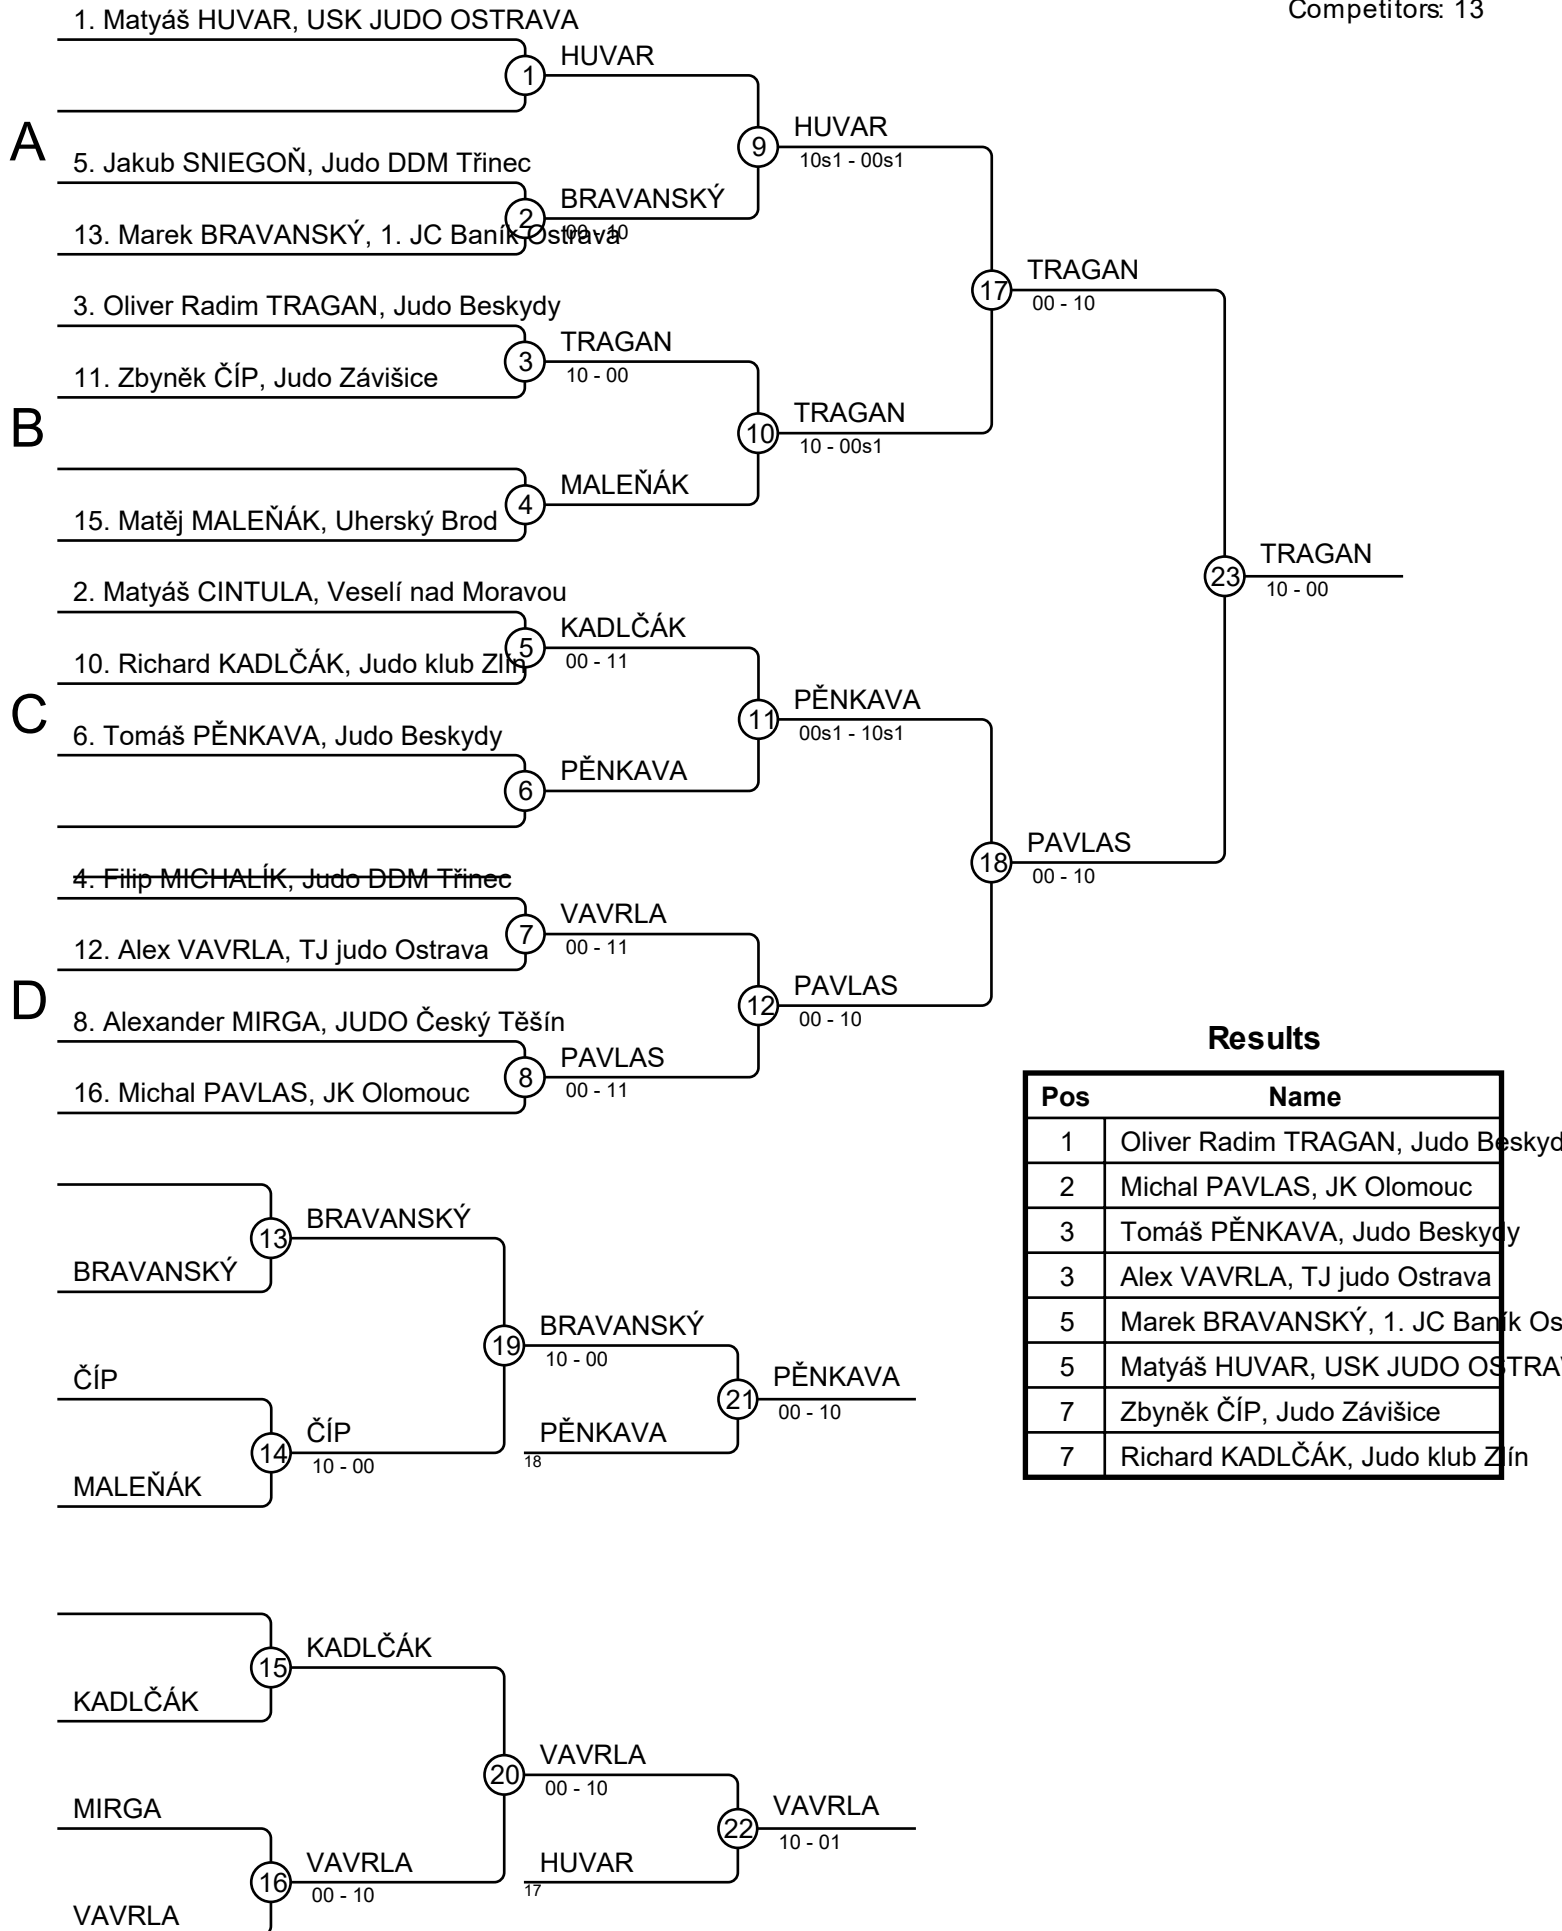 Competitors: 13
1. Matyáš HUVAR, USK JUDO OSTRAVA
1
HUVAR
A
9
HUVAR
10s1 - 00s1
5. Jakub SNIEGOŇ, Judo DDM Třinec
2
BRAVANSKÝ
00 - 10
13. Marek BRAVANSKÝ, 1. JC Baník Ostrava
17
TRAGAN
00 - 10
3. Oliver Radim TRAGAN, Judo Beskydy
3
TRAGAN
10 - 00
11. Zbyněk ČÍP, Judo Závišice
B
10
TRAGAN
10 - 00s1
4
MALEŇÁK
15. Matěj MALEŇÁK, Uherský Brod
23
TRAGAN
10 - 00
2. Matyáš CINTULA, Veselí nad Moravou
5
KADLČÁK
00 - 11
10. Richard KADLČÁK, Judo klub Zlín
C
11
PĚNKAVA
00s1 - 10s1
6. Tomáš PĚNKAVA, Judo Beskydy
6
PĚNKAVA
18
PAVLAS
00 - 10
4. Filip MICHALÍK, Judo DDM Třinec
7
VAVRLA
00 - 11
12. Alex VAVRLA, TJ judo Ostrava
D
12
PAVLAS
00 - 10
8. Alexander MIRGA, JUDO Český Těšín
8
PAVLAS
00 - 11
16. Michal PAVLAS, JK Olomouc
Results
Pos Name
1 Oliver Radim TRAGAN, Judo Beskyd
2 Michal PAVLAS, JK Olomouc
3 Tomáš PĚNKAVA, Judo Beskydy
3 Alex VAVRLA, TJ judo Ostrava
5 Marek BRAVANSKÝ, 1. JC Baník Os
5 Matyáš HUVAR, USK JUDO OSTRAV
7 Zbyněk ČÍP, Judo Závišice
7 Richard KADLČÁK, Judo klub Zlín
13
BRAVANSKÝ
BRAVANSKÝ
19
BRAVANSKÝ
10 - 00
ČÍP
14
ČÍP
10 - 00
MALEŇÁK
21
PĚNKAVA
00 - 10
PĚNKAVA
18
15
KADLČÁK
KADLČÁK
20
VAVRLA
00 - 10
MIRGA
16
VAVRLA
00 - 10
VAVRLA
22
VAVRLA
10 - 01
HUVAR
17